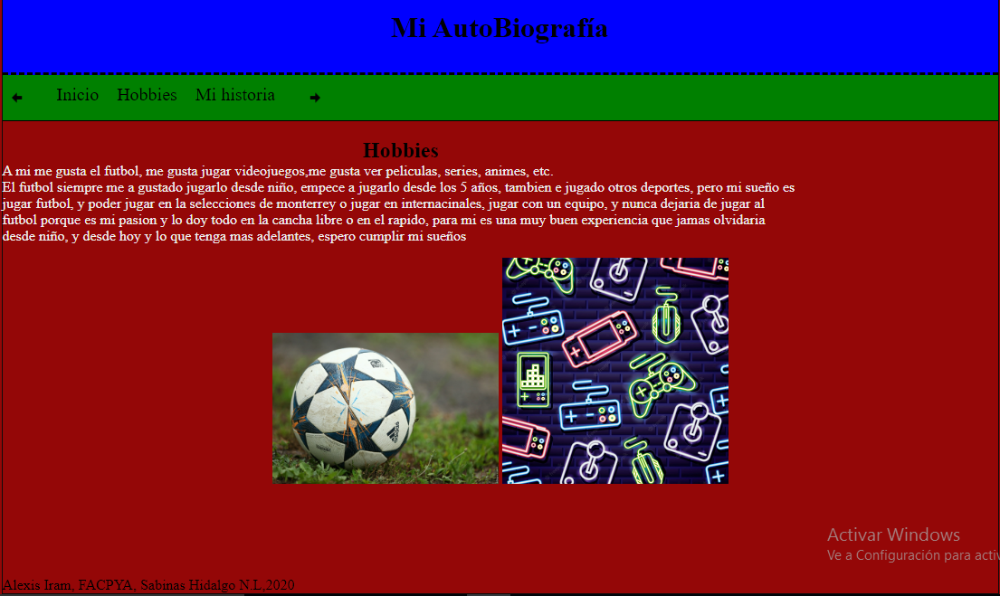 Mi AutoBiografía
Inicio Hobbies Mi historia
Hobbies
A mi me gusta el futbol, me gusta jugar videojuegos,me gusta ver peliculas, series, animes, etc.
El futbol siempre me a gustado jugarlo desde niño, empece a jugarlo desde los 5 años, tambien e jugado otros deportes, pero mi sueño es
jugar futbol, y poder jugar en la selecciones de monterrey o jugar en internacinales, jugar con un equipo, y nunca dejaria de jugar al
futbol porque es mi pasion y lo doy todo en la cancha libre o en el rapido, para mi es una muy buen experiencia que jamas olvidaria
desde niño, y desde hoy y lo que tenga mas adelantes, espero cumplir mi sueños
adidas
Activar Windows
Ve a Configuración para activ
Alexis Iram, FACPYA, Sabinas Hidalgo N.L,2020